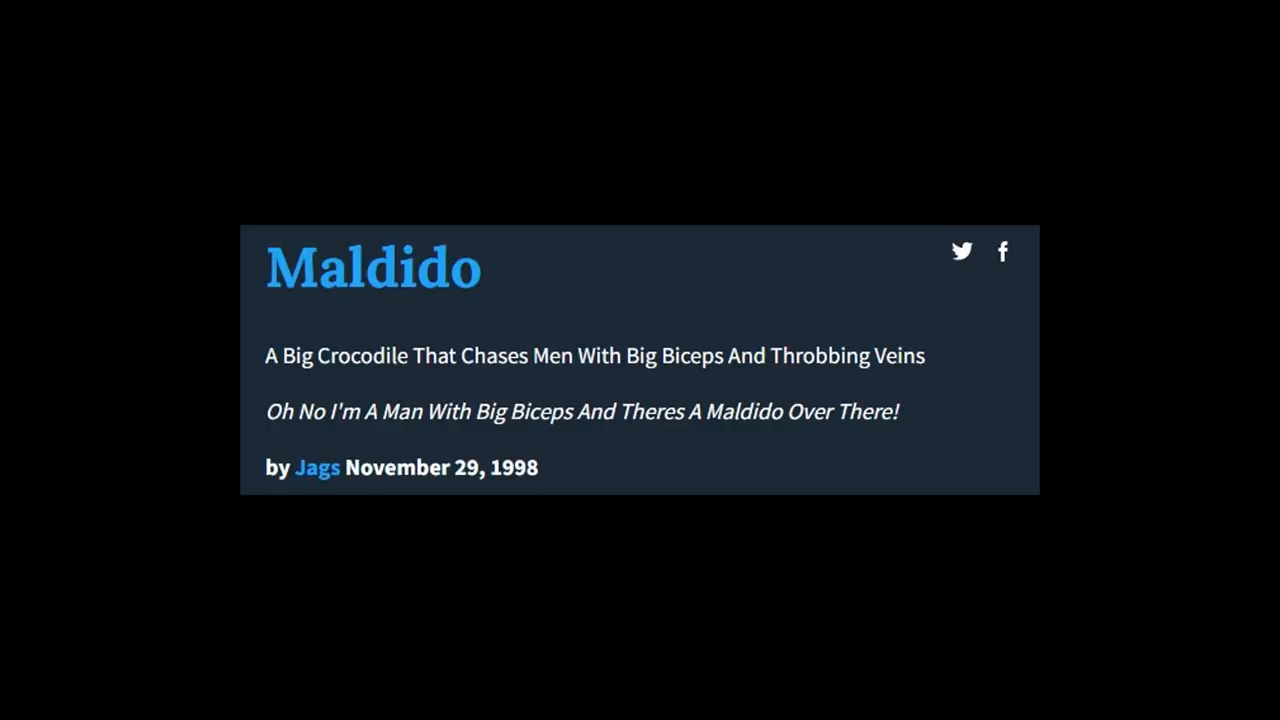 Maldido
A Big Crocodile That Chases Men With Big Biceps And Throbbing Veins
Oh No I'm A Man With Big Biceps And Theres A Maldido Over There!
by Jags November 29, 1998